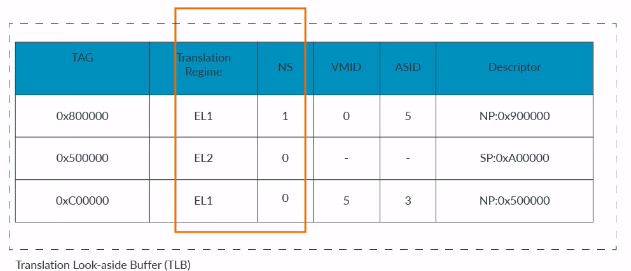 TAG Translation Regime NS VMID ASID Descriptor
0x800000 EL1 1 0 5 NP:0x900000
0x500000 EL2 0 - - SP:0xA00000
0xC00000 EL1 0 5 3 NP:0x500000
Translation Look-aside Buffer (TLB)